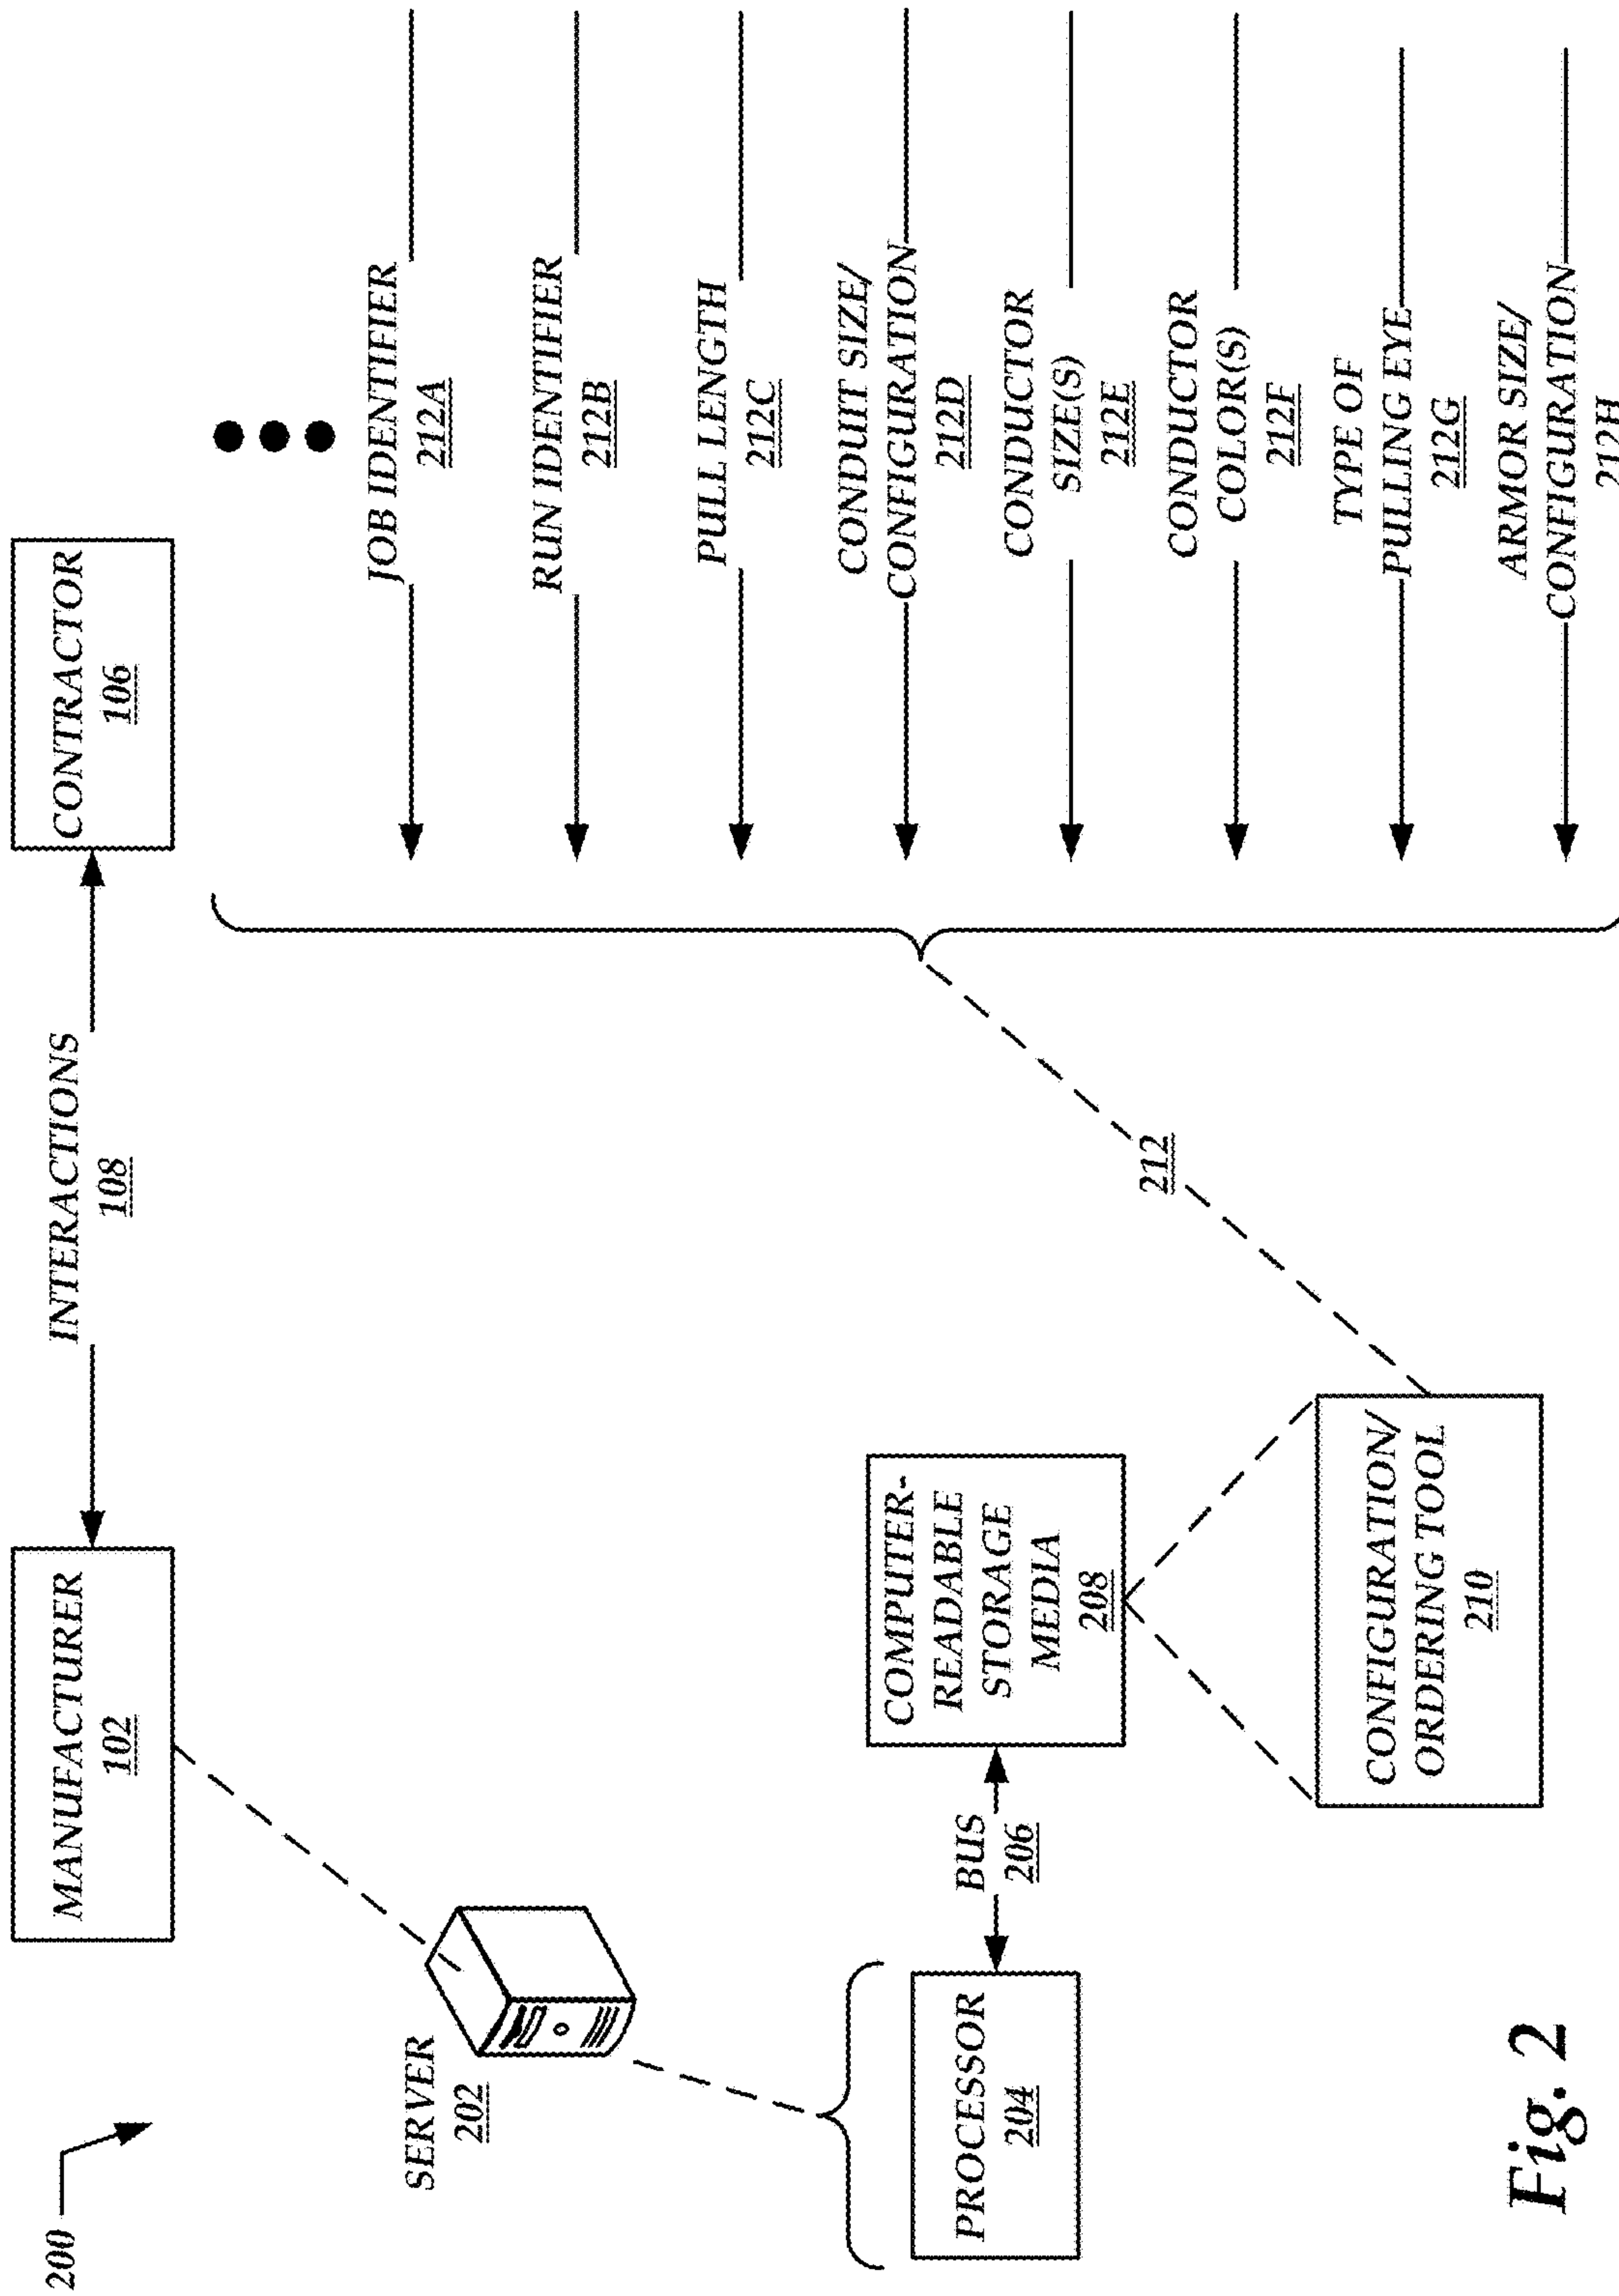 200
MANUFACTURER
102
INTERACTIONS
108
CONTRACTOR
106
SERVER
202
PROCESSOR
204
BUS
206
COMPUTER-
READABLE
STORAGE
MEDIA
208
CONFIGURATION/
ORDERING TOOL
210
212
JOB IDENTIFIER
212A
RUN IDENTIFIER
212B
PULL LENGTH
212C
CONDUIT SIZE/
CONFIGURATION
212D
CONDUCTOR
SIZE(S)
212E
CONDUCTOR
COLOR(S)
212F
TYPE OF
PULLING EYE
212G
ARMOR SIZE/
CONFIGURATION
212H
Fig. 2